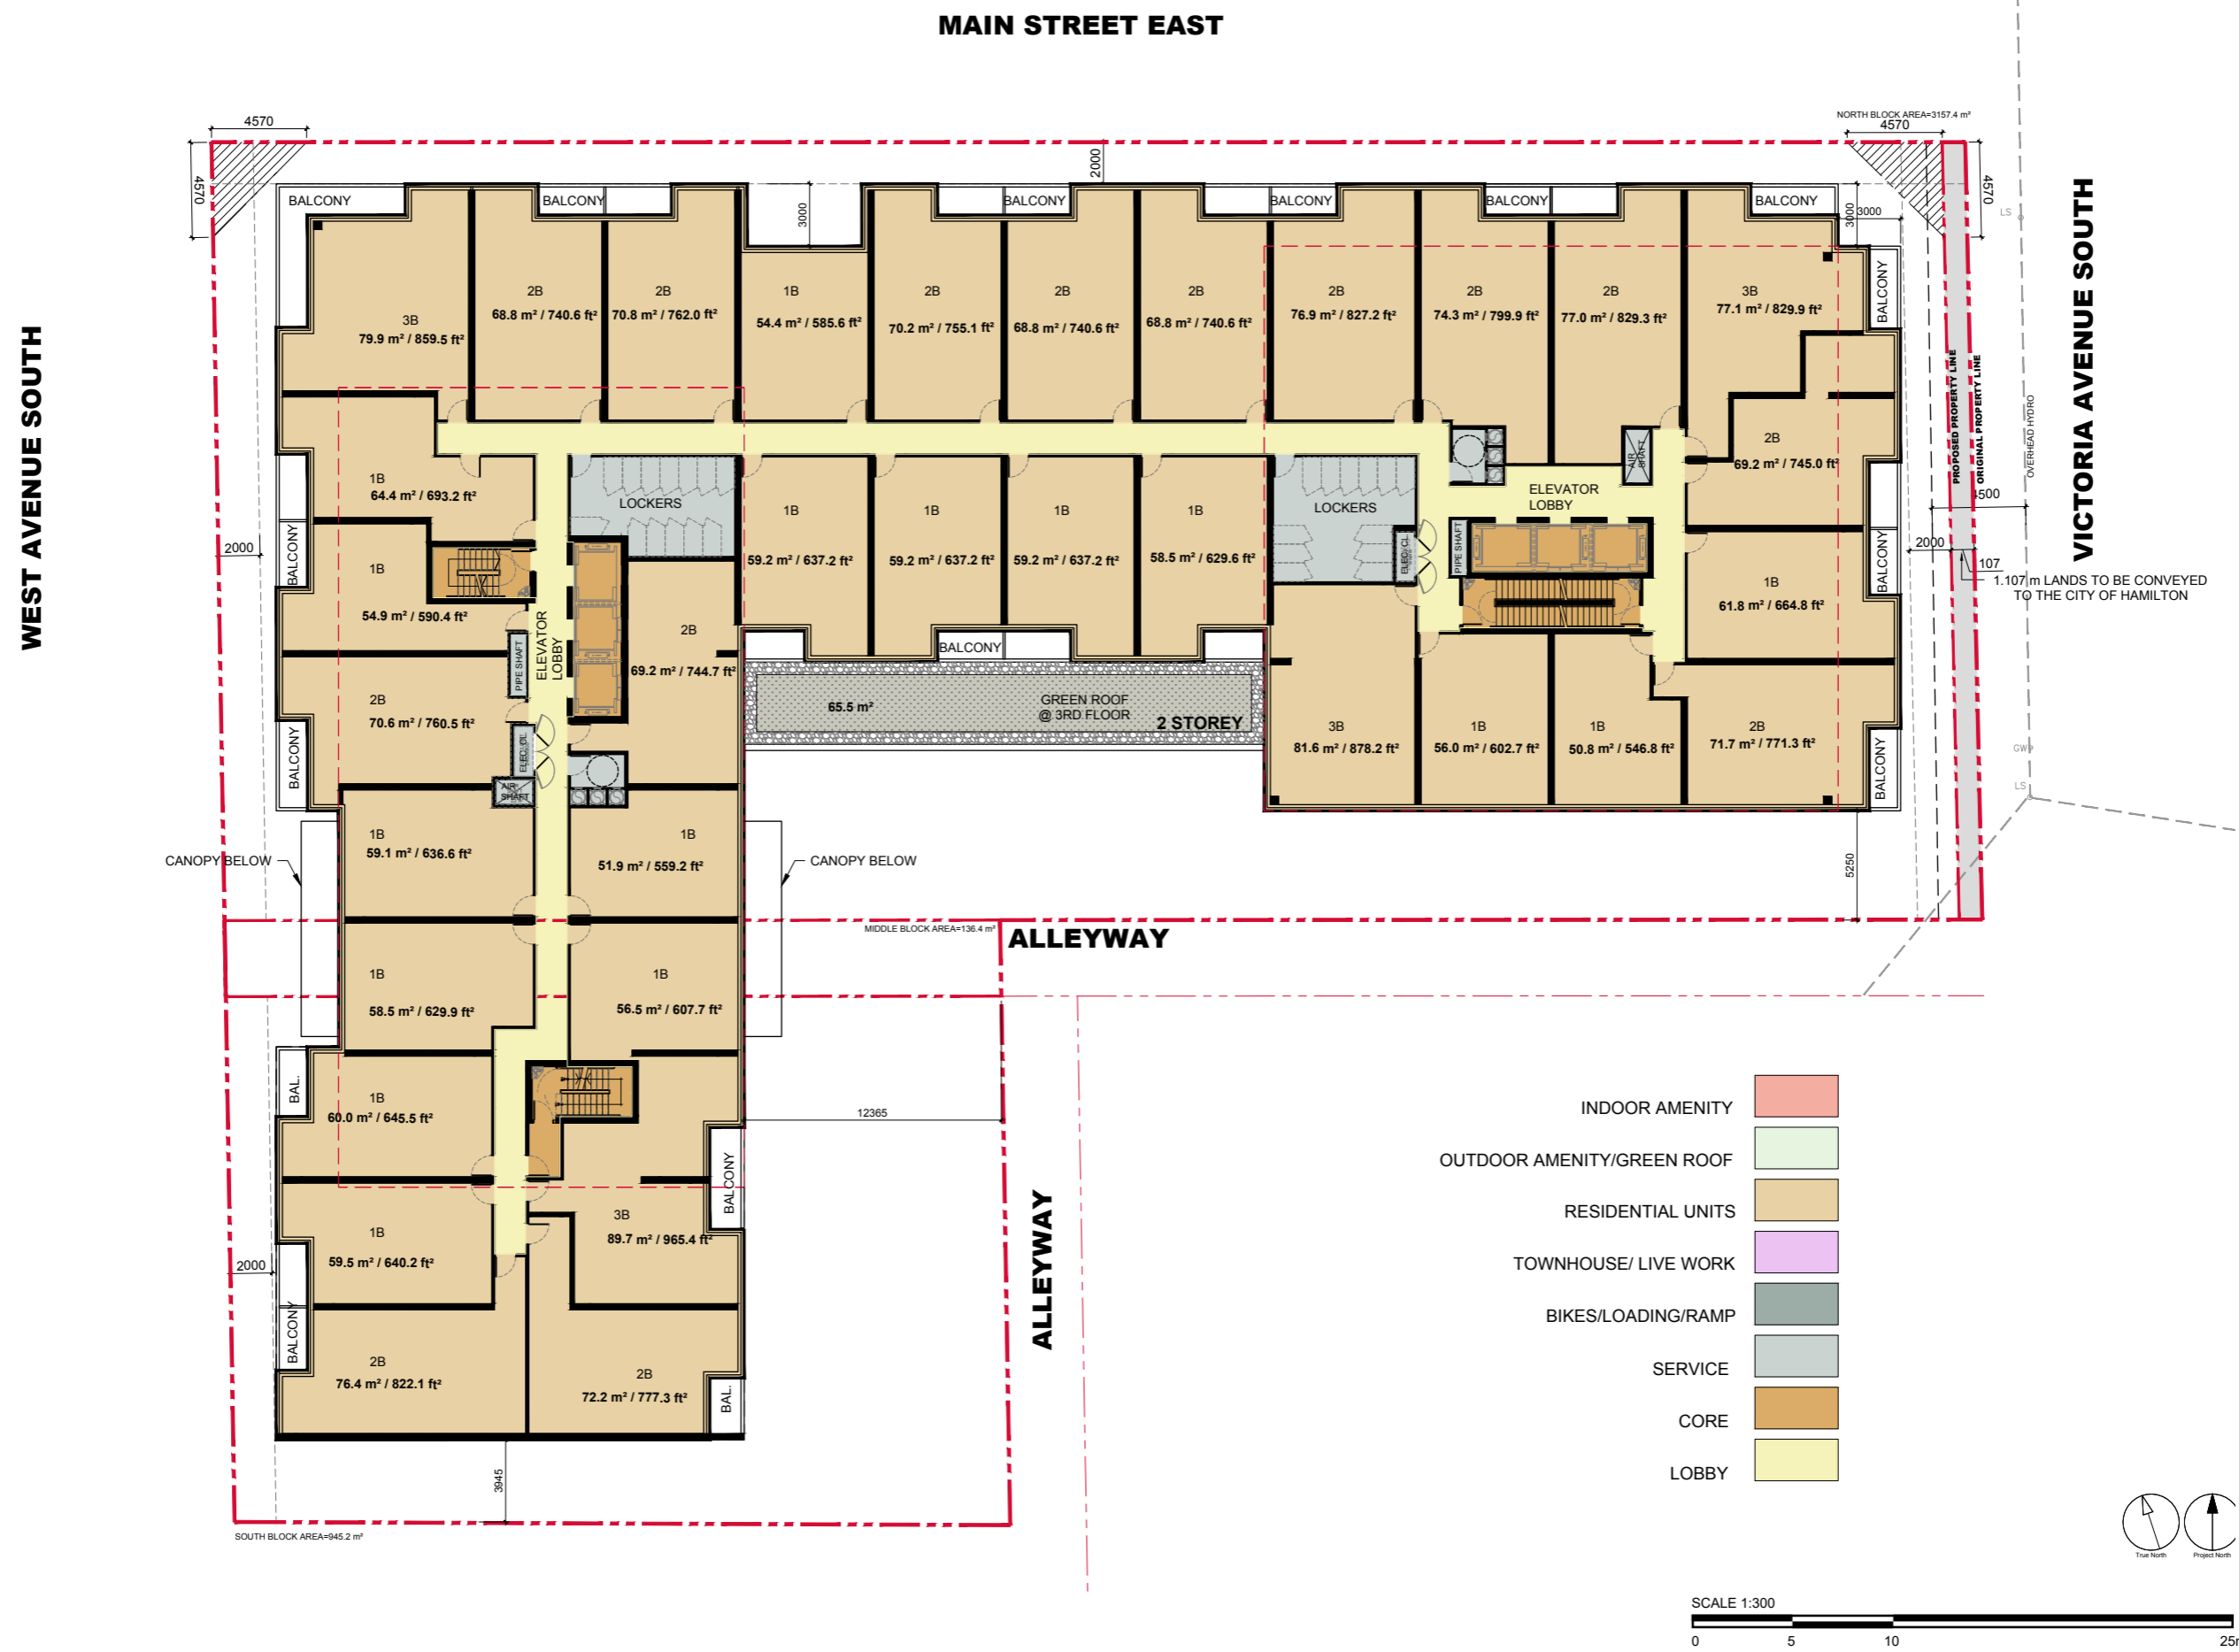 MAIN STREET EAST
NORTH BLOCK AREA=3157.4 m²
4570
4570
4570
4570
2000
3000
3000
3000
LS
BALCONY
BALCONY
BALCONY
BALCONY
BALCONY
BALCONY
BALCONY
WEST AVENUE SOUTH
VICTORIA AVENUE SOUTH
3B
79.9 m² / 859.5 ft²
2B
68.8 m² / 740.6 ft²
2B
70.8 m² / 762.0 ft²
1B
54.4 m² / 585.6 ft²
2B
70.2 m² / 755.1 ft²
2B
68.8 m² / 740.6 ft²
2B
68.8 m² / 740.6 ft²
2B
76.9 m² / 827.2 ft²
2B
74.3 m² / 799.9 ft²
2B
77.0 m² / 829.3 ft²
3B
77.1 m² / 829.9 ft²
PROPOSED PROPERTY LINE
ORIGINAL PROPERTY LINE
OVERHEAD HYDRO
2B
69.2 m² / 745.0 ft²
1B
64.4 m² / 693.2 ft²
LOCKERS
1B
59.2 m² / 637.2 ft²
1B
59.2 m² / 637.2 ft²
1B
59.2 m² / 637.2 ft²
1B
58.5 m² / 629.6 ft²
LOCKERS
ELEC. CL.
PIPE SHAFT
ELEVATOR
LOBBY
AIR
SHAFT
4500
2000
107
1.107 m LANDS TO BE CONVEYED
TO THE CITY OF HAMILTON
2000
BALCONY
BALCONY
1B
54.9 m² / 590.4 ft²
ELEVATOR
LOBBY
PIPE SHAFT
2B
69.2 m² / 744.7 ft²
1B
61.8 m² / 664.8 ft²
BALCONY
2B
70.6 m² / 760.5 ft²
BALCONY
ELEC. CL.
AIR
SHAFT
65.5 m²
GREEN ROOF
@ 3RD FLOOR
2 STOREY
3B
81.6 m² / 878.2 ft²
1B
56.0 m² / 602.7 ft²
1B
50.8 m² / 546.8 ft²
2B
71.7 m² / 771.3 ft²
BALCONY
GWP
LS
1B
59.1 m² / 636.6 ft²
1B
51.9 m² / 559.2 ft²
CANOPY BELOW
CANOPY BELOW
5250
MIDDLE BLOCK AREA=136.4 m²
ALLEYWAY
1B
58.5 m² / 629.9 ft²
1B
56.5 m² / 607.7 ft²
BAL.
1B
60.0 m² / 645.5 ft²
12365
BALCONY
ALLEYWAY
3B
89.7 m² / 965.4 ft²
1B
59.5 m² / 640.2 ft²
2000
BALCONY
2B
76.4 m² / 822.1 ft²
2B
72.2 m² / 777.3 ft²
BAL.
3945
SOUTH BLOCK AREA=945.2 m²
INDOOR AMENITY
OUTDOOR AMENITY/GREEN ROOF
RESIDENTIAL UNITS
TOWNHOUSE/ LIVE WORK
BIKES/LOADING/RAMP
SERVICE
CORE
LOBBY
True North
Project North
SCALE 1:300
0 5 10 25m